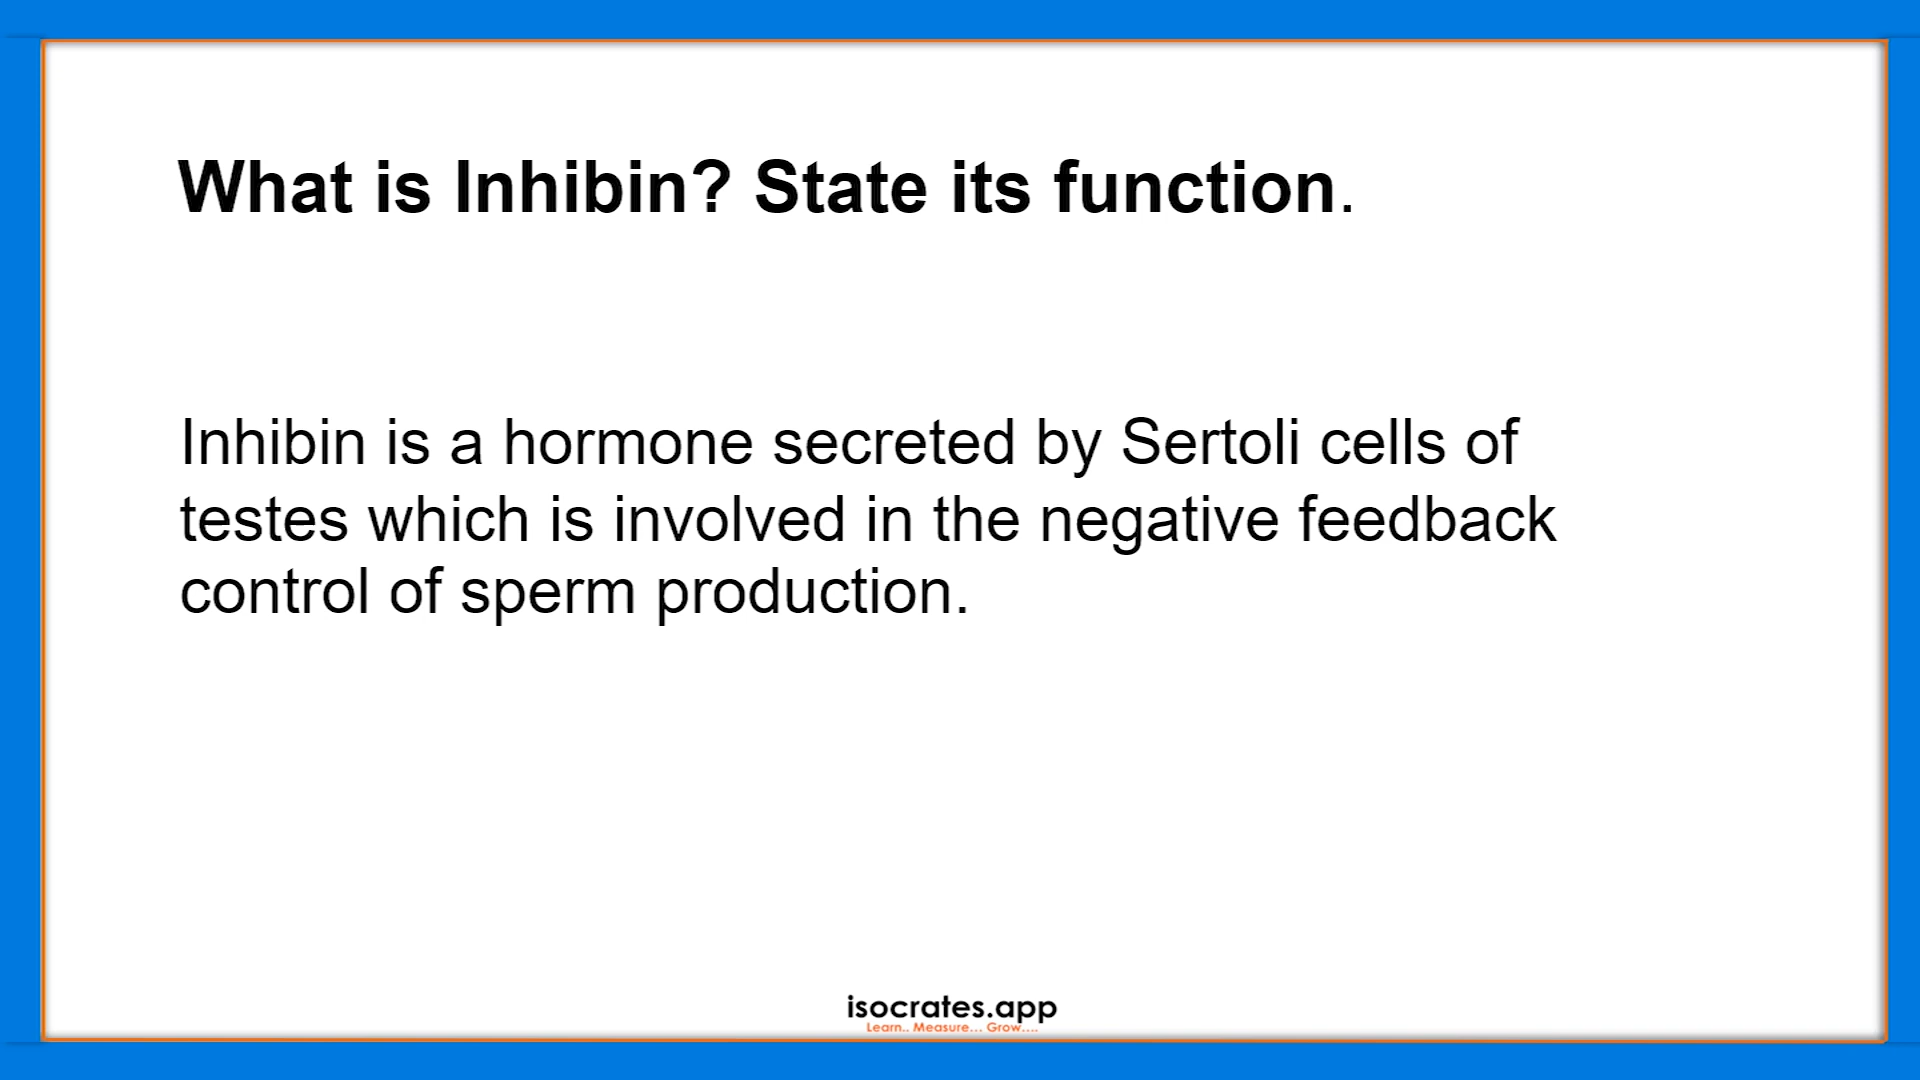 What is Inhibin? State its function.
Inhibin is a hormone secreted by Sertoli cells of
testes which is involved in the negative feedback
control of sperm production.
isocrates.app
Learn.. Measure... Grow....